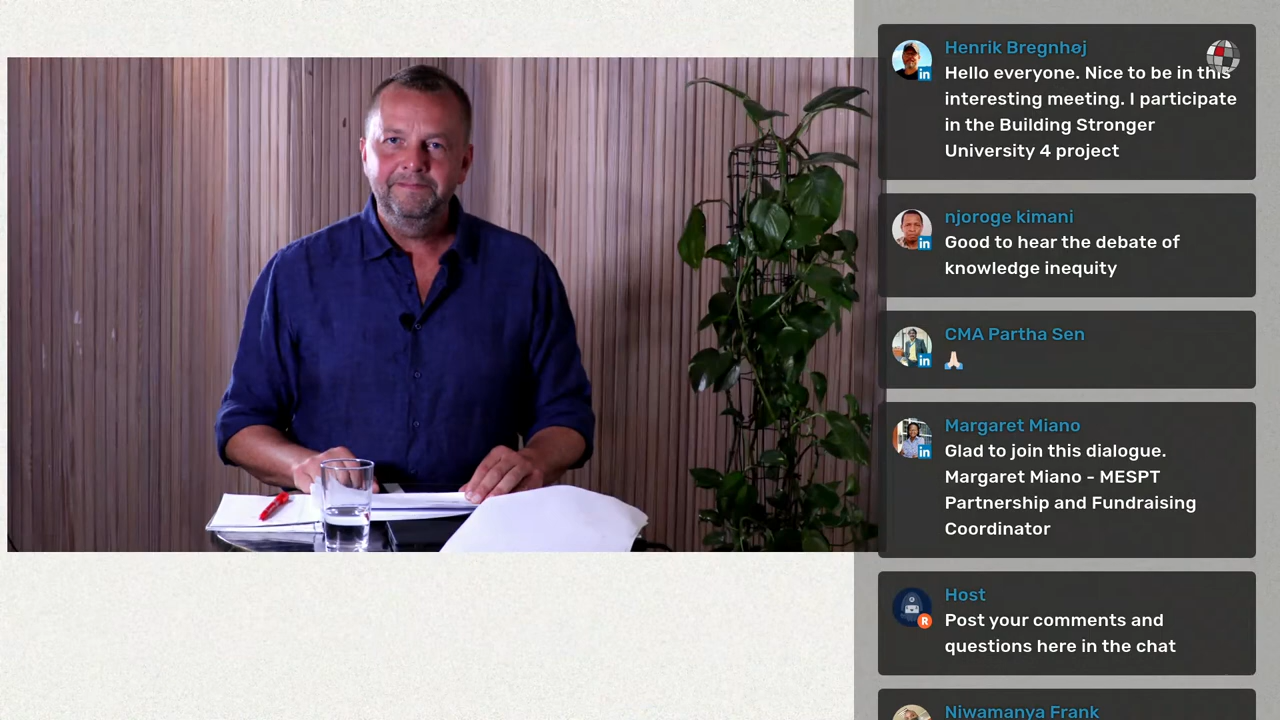 Henrik Bregnhøj
Hello everyone. Nice to be in this
interesting meeting. I participate
in the Building Stronger
University 4 project
njoroge kimani
Good to hear the debate of
knowledge inequity
CMA Partha Sen
🙏🏻
Margaret Miano
Glad to join this dialogue.
Margaret Miano - MESPT
Partnership and Fundraising
Coordinator
Host
Post your comments and
questions here in the chat
Niwamanya Frank